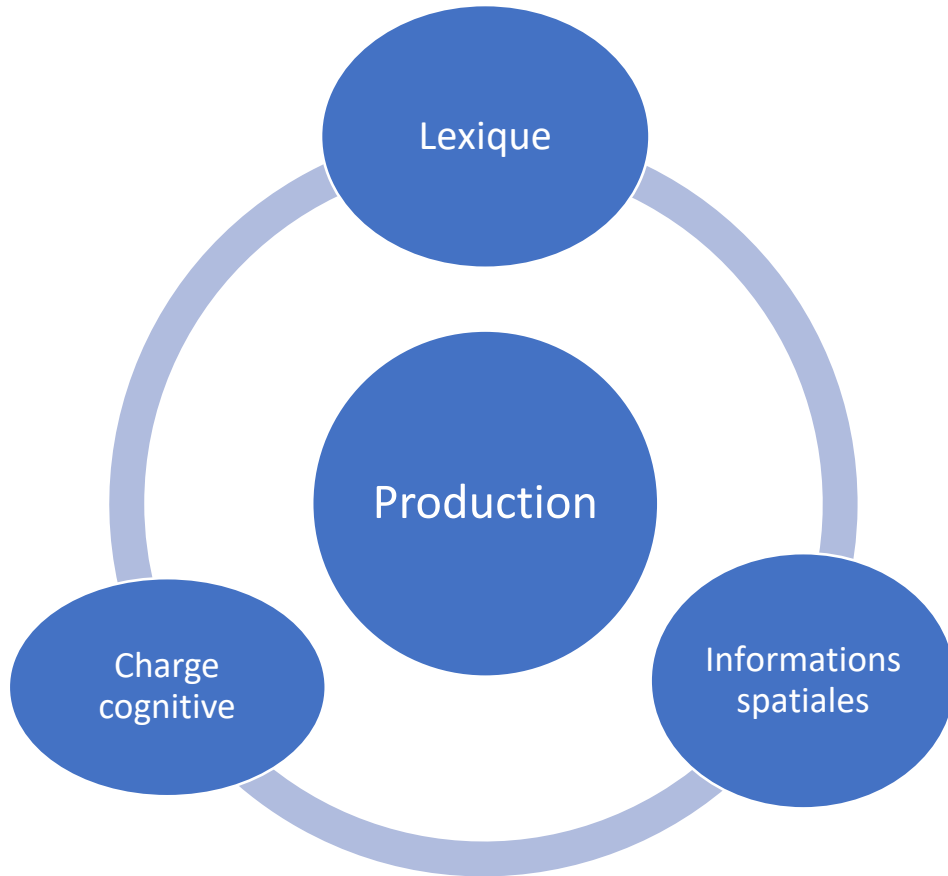 Lexique
Production
Charge
cognitive
Informations
spatiales